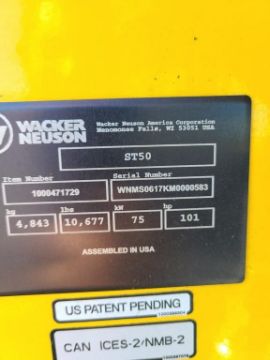 WACKER
NEUSON
Wacker Neuson America Corporation
Menomonee Falls, WI 53051 USA
ST50
Item Number Serial Number
1000471729 WNMS0617KM0000583
kg lbs kW hp
4,843 10,677 75 101
ASSEMBLED IN USA
US PATENT PENDING
CAN ICES-2/NMB-2